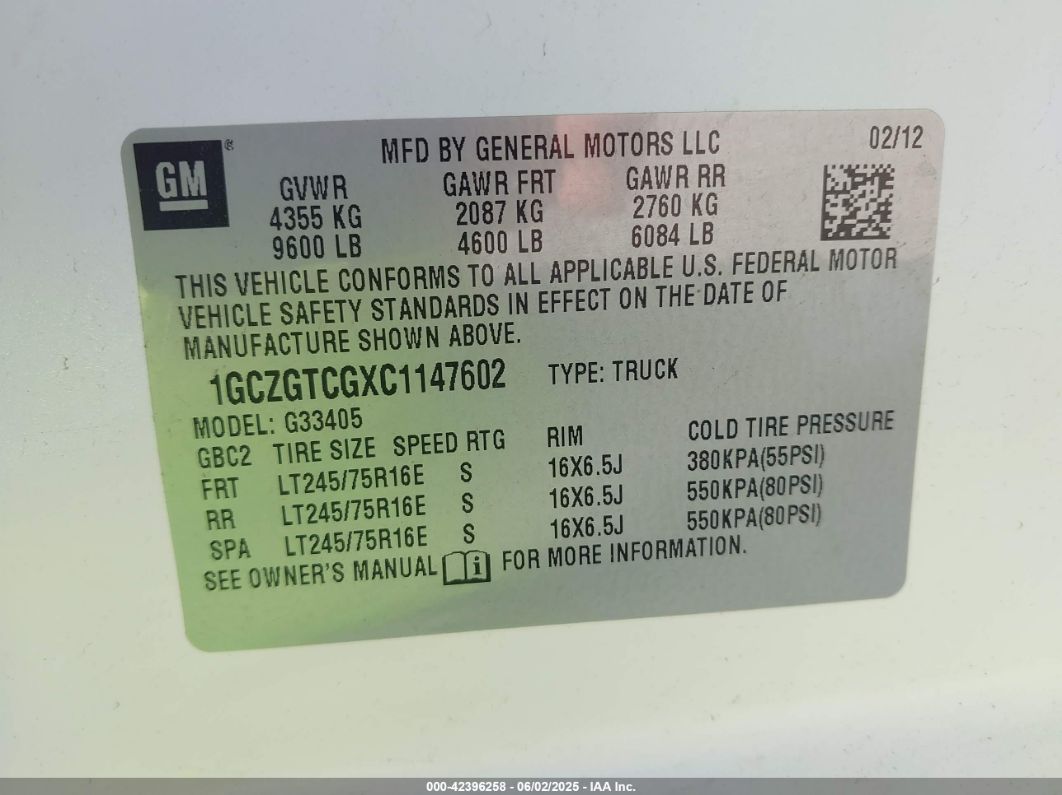 GM®
MFD BY GENERAL MOTORS LLC 02/12
GVWR GAWR FRT GAWR RR
4355 KG 2087 KG 2760 KG
9600 LB 4600 LB 6084 LB
THIS VEHICLE CONFORMS TO ALL APPLICABLE U.S. FEDERAL MOTOR
VEHICLE SAFETY STANDARDS IN EFFECT ON THE DATE OF
MANUFACTURE SHOWN ABOVE.
1GCZGTCGXC1147602 TYPE: TRUCK
MODEL: G33405
GBC2 TIRE SIZE SPEED RTG RIM COLD TIRE PRESSURE
FRT LT245/75R16E S 16X6.5J 380KPA(55PSI)
RR LT245/75R16E S 16X6.5J 550KPA(80PSI)
SPA LT245/75R16E S 16X6.5J 550KPA(80PSI)
SEE OWNER'S MANUAL i FOR MORE INFORMATION.
000-42396258 - 06/02/2025 - IAA Inc.